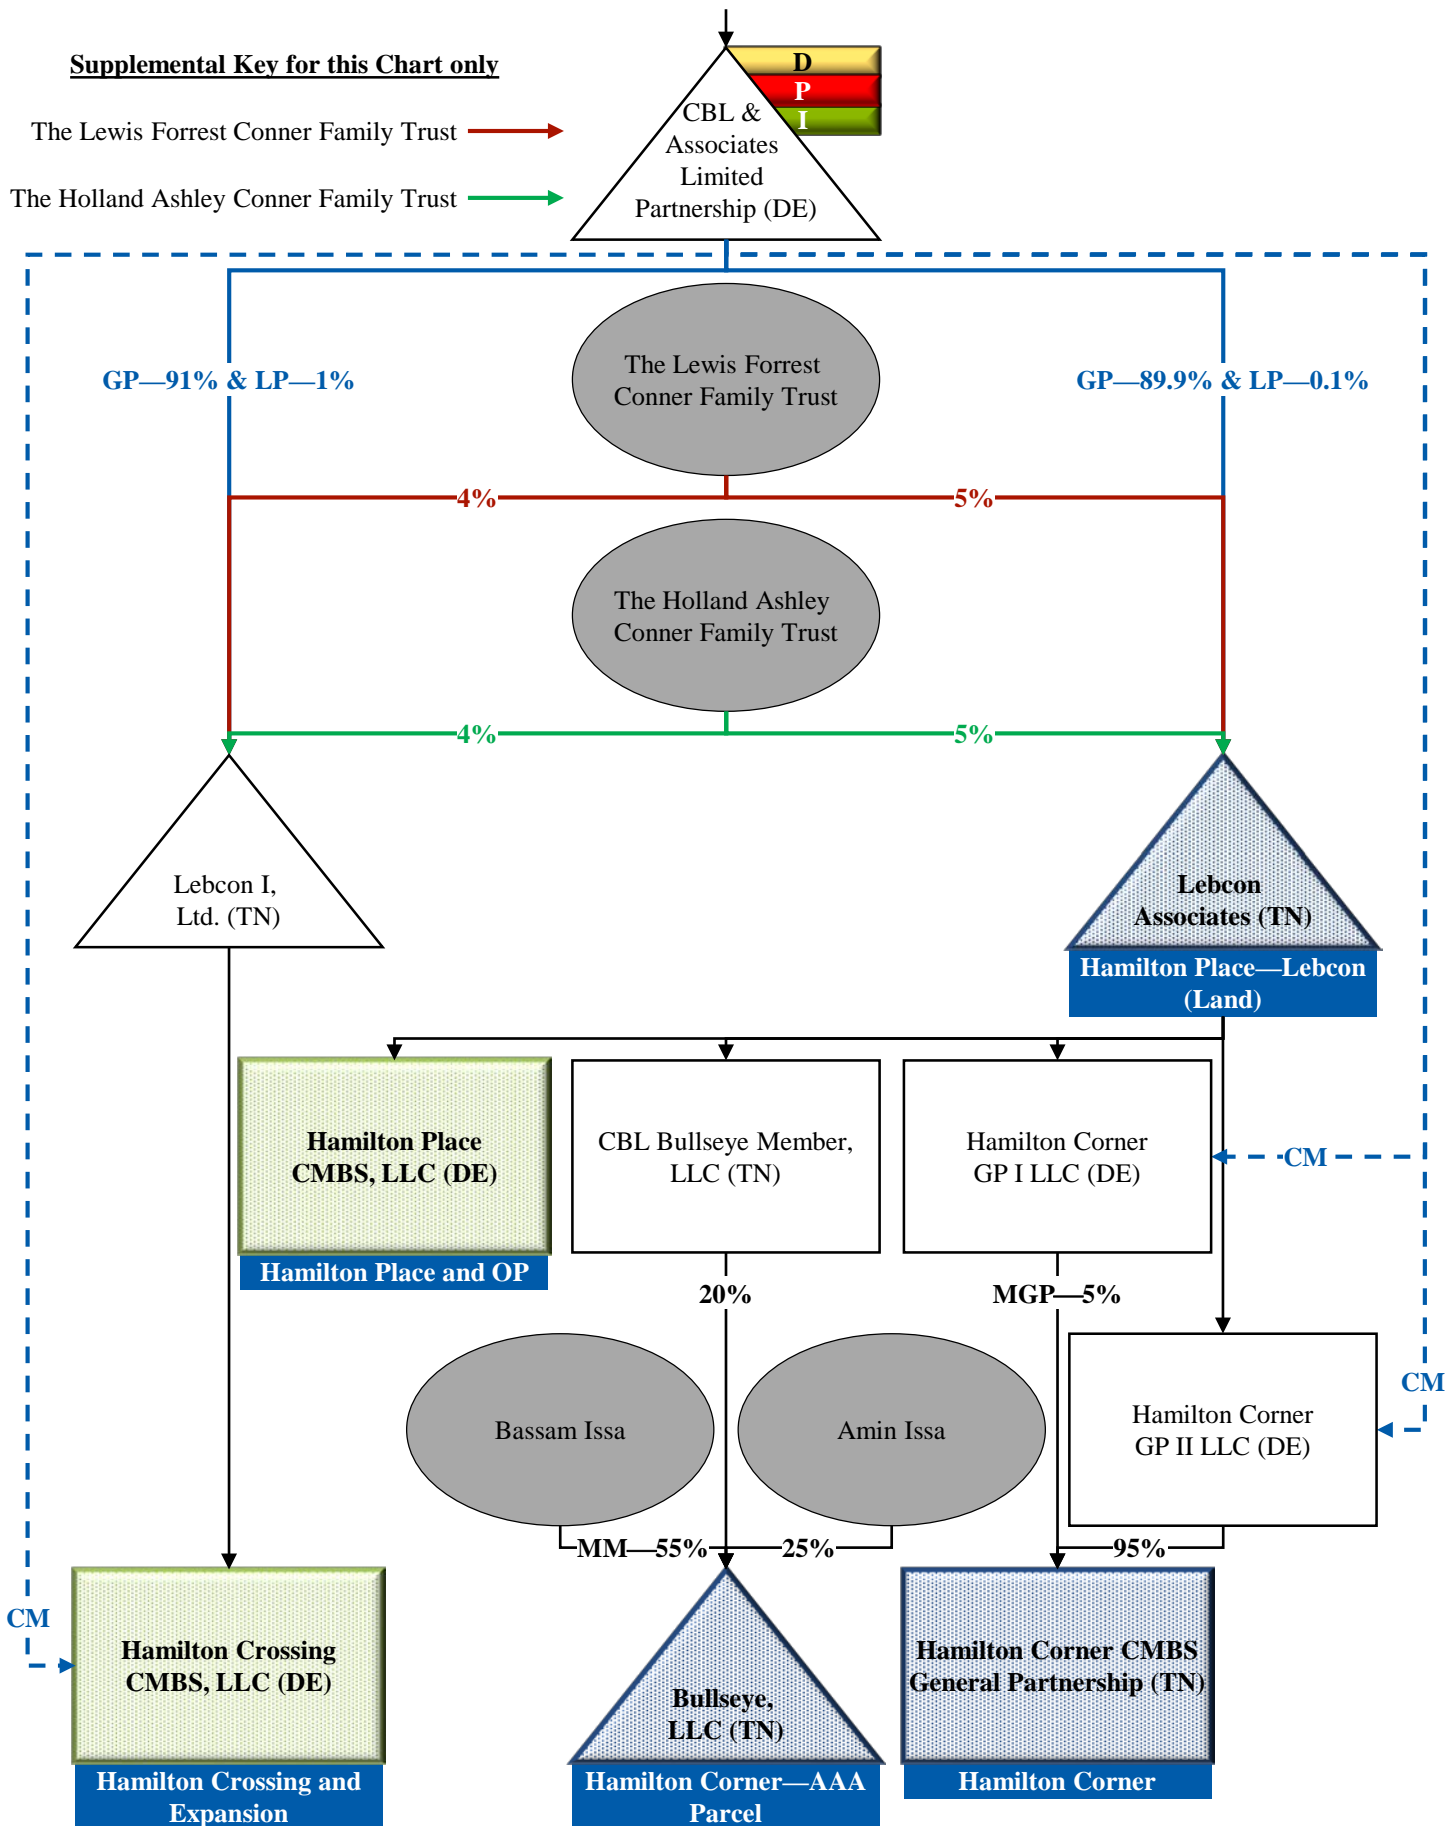 Supplemental Key for this Chart only
The Lewis Forrest Conner Family Trust
The Holland Ashley Conner Family Trust
D
P
I
CBL &
Associates
Limited
Partnership (DE)
The Lewis Forrest
Conner Family Trust
GP—91% & LP—1%
GP—89.9% & LP—0.1%
4%
5%
The Holland Ashley
Conner Family Trust
4%
5%
Lebcon I,
Ltd. (TN)
Lebcon
Associates (TN)
Hamilton Place—Lebcon
(Land)
Hamilton Place
CMBS, LLC (DE)
Hamilton Place and OP
CBL Bullseye Member,
LLC (TN)
Hamilton Corner
GP I LLC (DE)
CM
20%
MGP—5%
Bassam Issa
Amin Issa
Hamilton Corner
GP II LLC (DE)
CM
MM—55%
25%
95%
CM
Hamilton Crossing
CMBS, LLC (DE)
Hamilton Crossing and
Expansion
Bullseye,
LLC (TN)
Hamilton Corner—AAA
Parcel
Hamilton Corner CMBS
General Partnership (TN)
Hamilton Corner